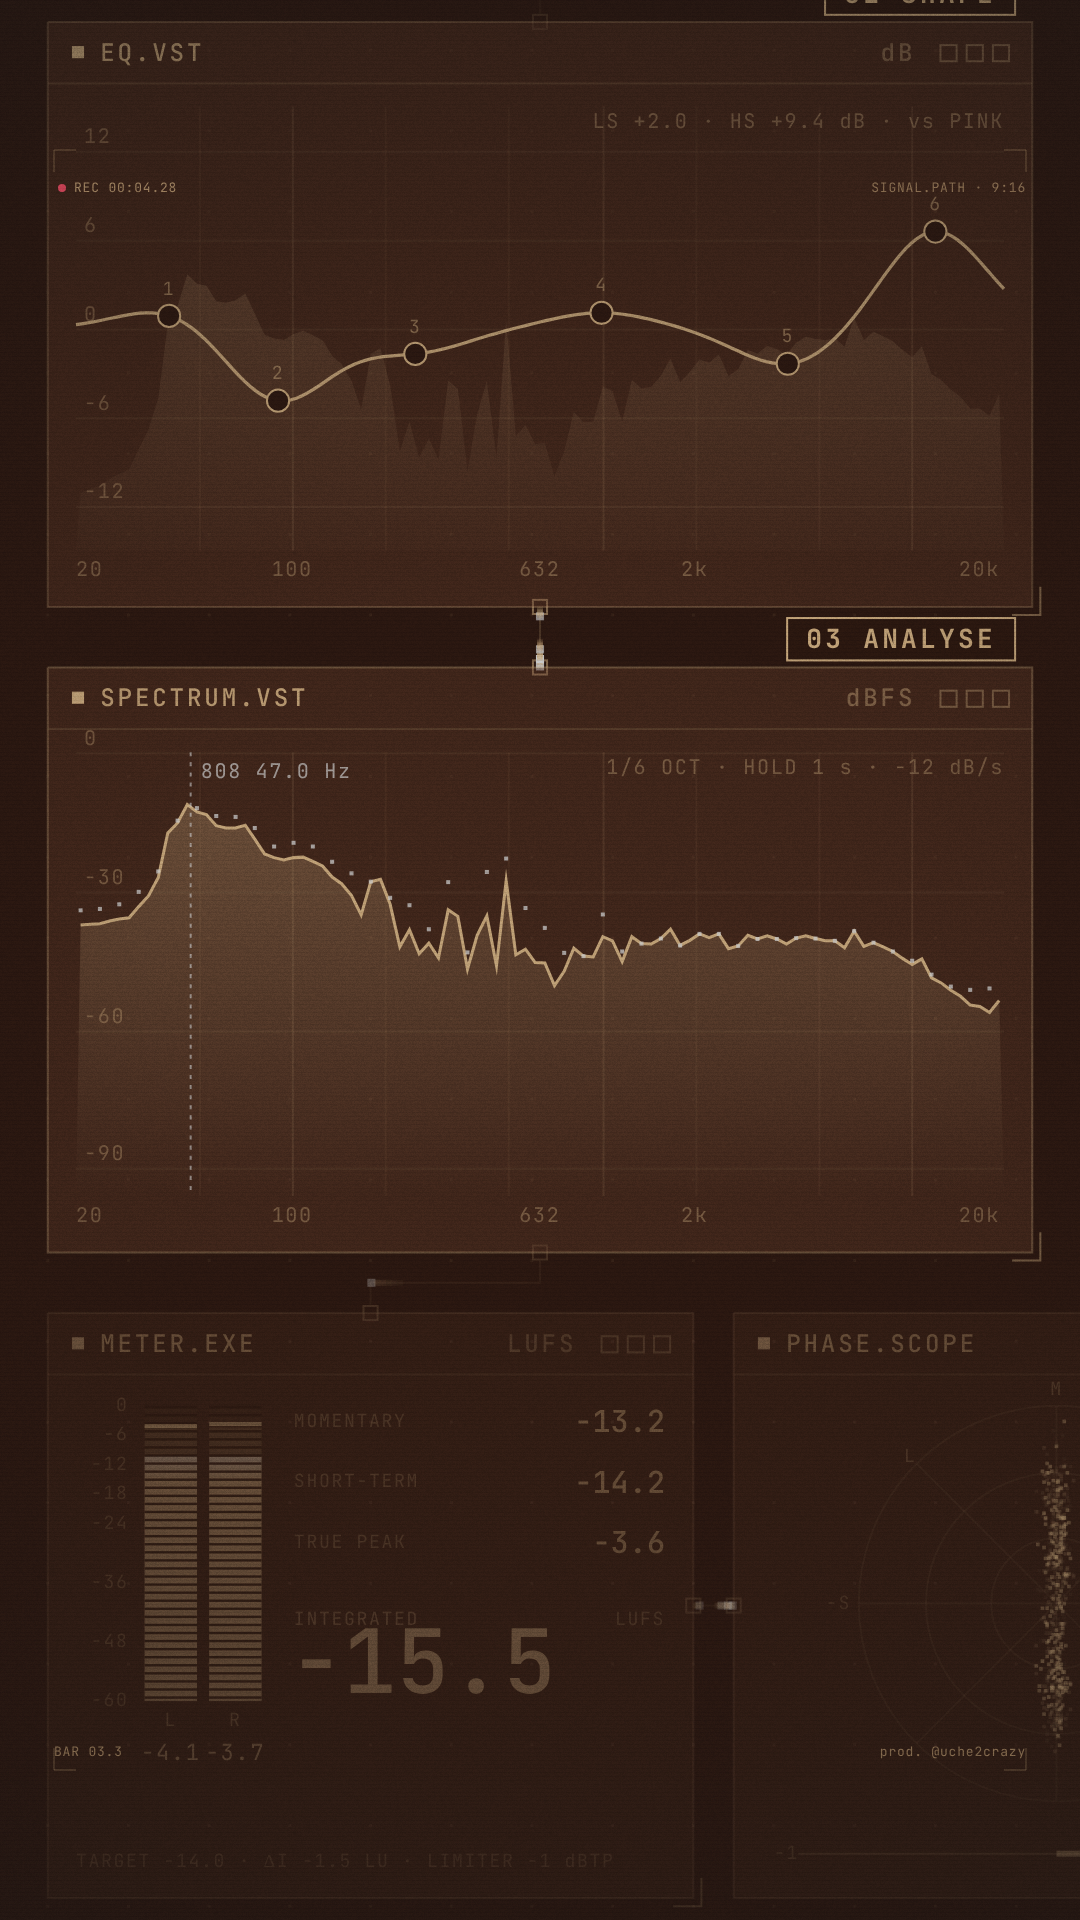 EQ.VST dB
LS +2.0 · HS +9.4 dB · vs PINK
12
REC 00:04.28
SIGNAL.PATH · 9:16
6
0
-6
-12
1
2
3
4
5
6
20 100 632 2k 20k
03 ANALYSE
SPECTRUM.VST dBFS
0
808 47.0 Hz
1/6 OCT · HOLD 1 s · -12 dB/s
-30
-60
-90
20 100 632 2k 20k
METER.EXE LUFS
0
-6
-12
-18
-24
-36
-48
-60
L R
-4.1 -3.7
MOMENTARY -13.2
SHORT-TERM -14.2
TRUE PEAK -3.6
INTEGRATED LUFS
-15.5
BAR 03.3
TARGET -14.0 · ΔI -1.5 LU · LIMITER -1 dBTP
PHASE.SCOPE
M
L
-S
prod. @uche2crazy
-1